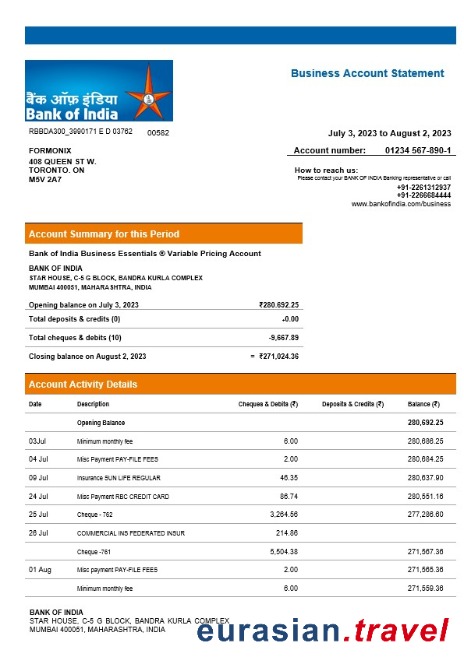 Business Account Statement
बैंक ऑफ़ इंडिया
Bank of India
RBBDA300_3990171 E D 03762 00582
July 3, 2023 to August 2, 2023
FORMONIX
408 QUEEN ST W.
TORONTO. ON
M5V 2A7
Account number: 01234 567-890-1
How to reach us:
Please contact your BANK OF INDIA Banking representative or call
+91-2261312937
+91-2266684444
www.bankofindia.com/business
Account Summary for this Period
Bank of India Business Essentials ® Variable Pricing Account
BANK OF INDIA
STAR HOUSE, C-5 G BLOCK, BANDRA KURLA COMPLEX
MUMBAI 400051, MAHARASHTRA, INDIA
Opening balance on July 3, 2023 ₹280,692.25
Total deposits & credits (0) +0.00
Total cheques & debits (10) -9,667.89
Closing balance on August 2, 2023 = ₹271,024.36
Account Activity Details
Date Description Cheques & Debits (₹) Deposits & Credits (₹) Balance (₹)
Opening Balance 280,692.25
03Jul Minimum monthly fee 6.00 280,686.25
04 Jul Misc Payment PAY-FILE FEES 2.00 280,684.25
09 Jul Insurance SUN LIFE REGULAR 46.35 280,637.90
24 Jul Misc Payment RBC CREDIT CARD 86.74 280,551.16
25 Jul Cheque - 762 3,264.56 277,286.60
26 Jul COMMERCIAL INS FEDERATED INSUR 214.86
Cheque -761 5,504.38 271,567.36
01 Aug Misc payment PAY-FILE FEES 2.00 271,565.36
Minimum monthly fee 6.00 271,559.36
BANK OF INDIA
STAR HOUSE, C-5 G BLOCK, BANDRA KURLA COMPLEX
MUMBAI 400051, MAHARASHTRA, INDIA
eurasian.travel